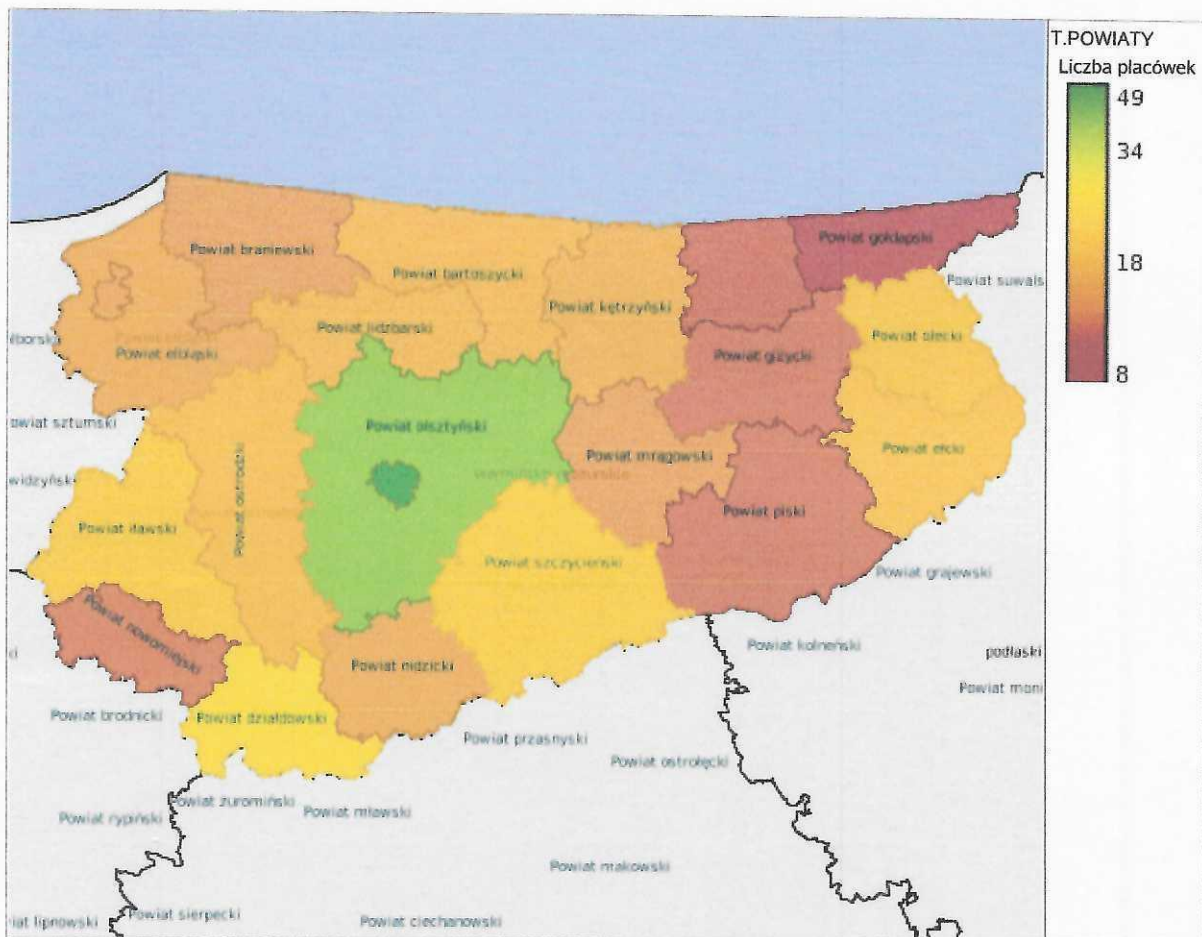 T.POWIATY
Liczba placówek
49
34
18
8
Powiat braniewski
Powiat gołdapski
Powiat bartoszycki
Powiat suwals
Powiat kętrzyński
Powiat lidzbarski
Powiat olecki
Powiat elbląski
Powiat giżycki
owiat sztumski
Powiat olsztyński
Powiat ełcki
Powiat mrągowski
widzyński
Powiat ostródzki
Powiat piski
Powiat iławski
Powiat szczycieński
Powiat grajewski
Powiat nowomiejski
Powiat kolneński
podlaski
Powiat nidzicki
Powiat moni
Powiat brodnicki
Powiat działdowski
Powiat przasnyski
Powiat ostrołęcki
Powiat żuromiński
Powiat mławski
Powiat rypiński
Powiat makowski
iat lipnowski
Powiat sierpecki
Powiat ciechanowski